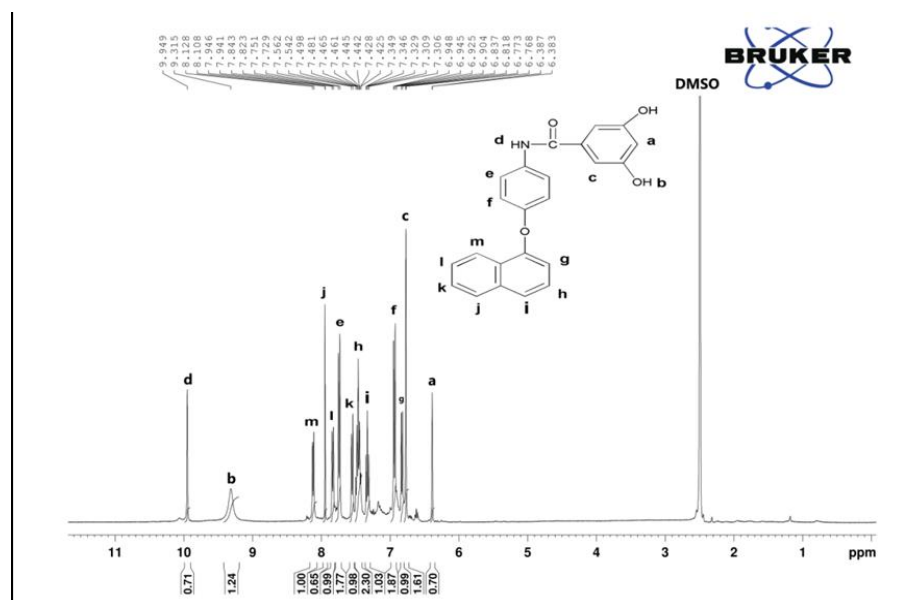 9.949
9.315
8.128
8.108
7.946
7.941
7.843
7.823
7.751
7.729
7.562
7.542
7.498
7.481
7.465
7.461
7.445
7.442
7.428
7.425
7.349
7.346
7.329
7.309
7.306
6.948
6.945
6.925
6.904
6.837
6.818
6.773
6.768
6.387
6.383
BRUKER
DMSO
OH
O
d HN C a
e c OH b
f
O
m
l g
k h
j i
c
j
f
e
h
d a
k i g
m l
b
11 10 9 8 7 6 5 4 3 2 1 ppm
0.71
1.24
1.00
0.65
0.99
1.77
0.98
2.30
1.03
1.87
0.99
1.61
0.70